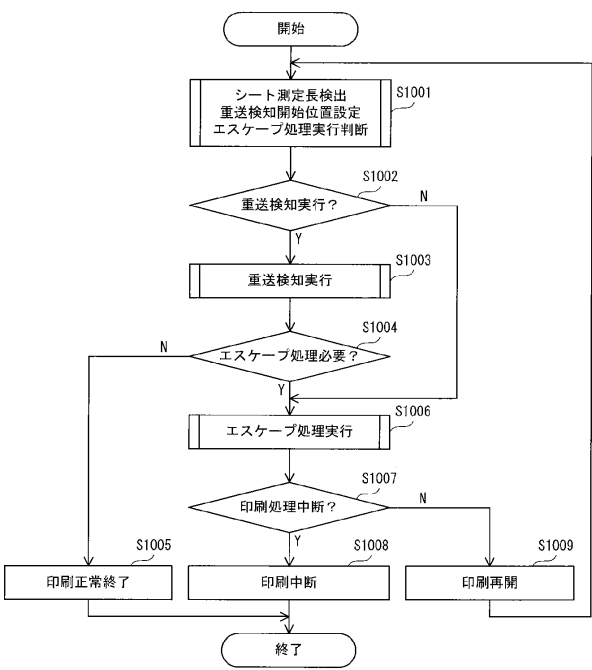 開始
シート測定長検出
重送検知開始位置設定
エスケープ処理実行判断
S1001
S1002
重送検知実行？
N
Y
S1003
重送検知実行
S1004
エスケープ処理必要？
N
Y
S1006
エスケープ処理実行
S1007
印刷処理中断？
N
Y
S1005
印刷正常終了
S1008
印刷中断
S1009
印刷再開
終了